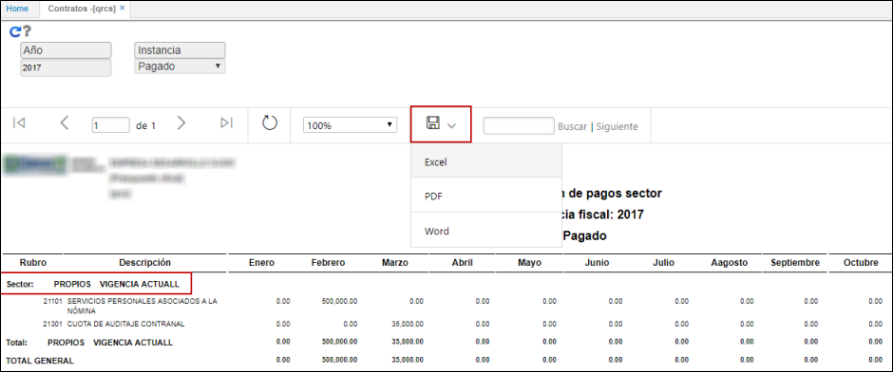 Home Contratos -[qrcs] ×
?
Año Instancia
2017 Pagado
1 de 1 100% Buscar | Siguiente
Excel
PDF
n de pagos sector
cia fiscal: 2017
Word
Pagado
Rubro Descripción Enero Febrero Marzo Abril Mayo Junio Julio Aagosto Septiembre Octubre
Sector: PROPIOS VIGENCIA ACTUALL
21101 SERVICIOS PERSONALES ASOCIADOS A LA 0.00 500,000.00 0.00 0.00 0.00 0.00 0.00 0.00 0.00 0.00
NÓMINA
21301 CUOTA DE AUDITAJE CONTRANAL 0.00 0.00 35,000.00 0.00 0.00 0.00 0.00 0.00 0.00 0.00
Total: PROPIOS VIGENCIA ACTUALL 0.00 500,000.00 35,000.00 0.00 0.00 0.00 0.00 0.00 0.00 0.00
TOTAL GENERAL 0.00 500,000.00 35,000.00 0.00 0.00 0.00 0.00 0.00 0.00 0.00